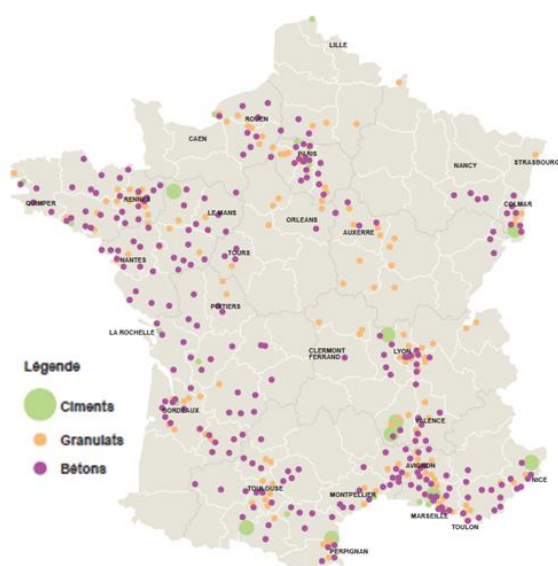 LILLE
ROUEN
CAEN
PARIS
NANCY
STRASBOURG
QUIMPER
RENNES
COLMAR
LE MANS
ORLEANS
AUXERRE
NANTES
TOURS
POITIERS
LA ROCHELLE
CLERMONT
FERRAND
LYON
Légende
Ciments
BORDEAUX
VALENCE
Granulats
Bétons
AVIGNON
TOULOUSE
MONTPELLIER
NICE
MARSEILLE
TOULON
PERPIGNAN